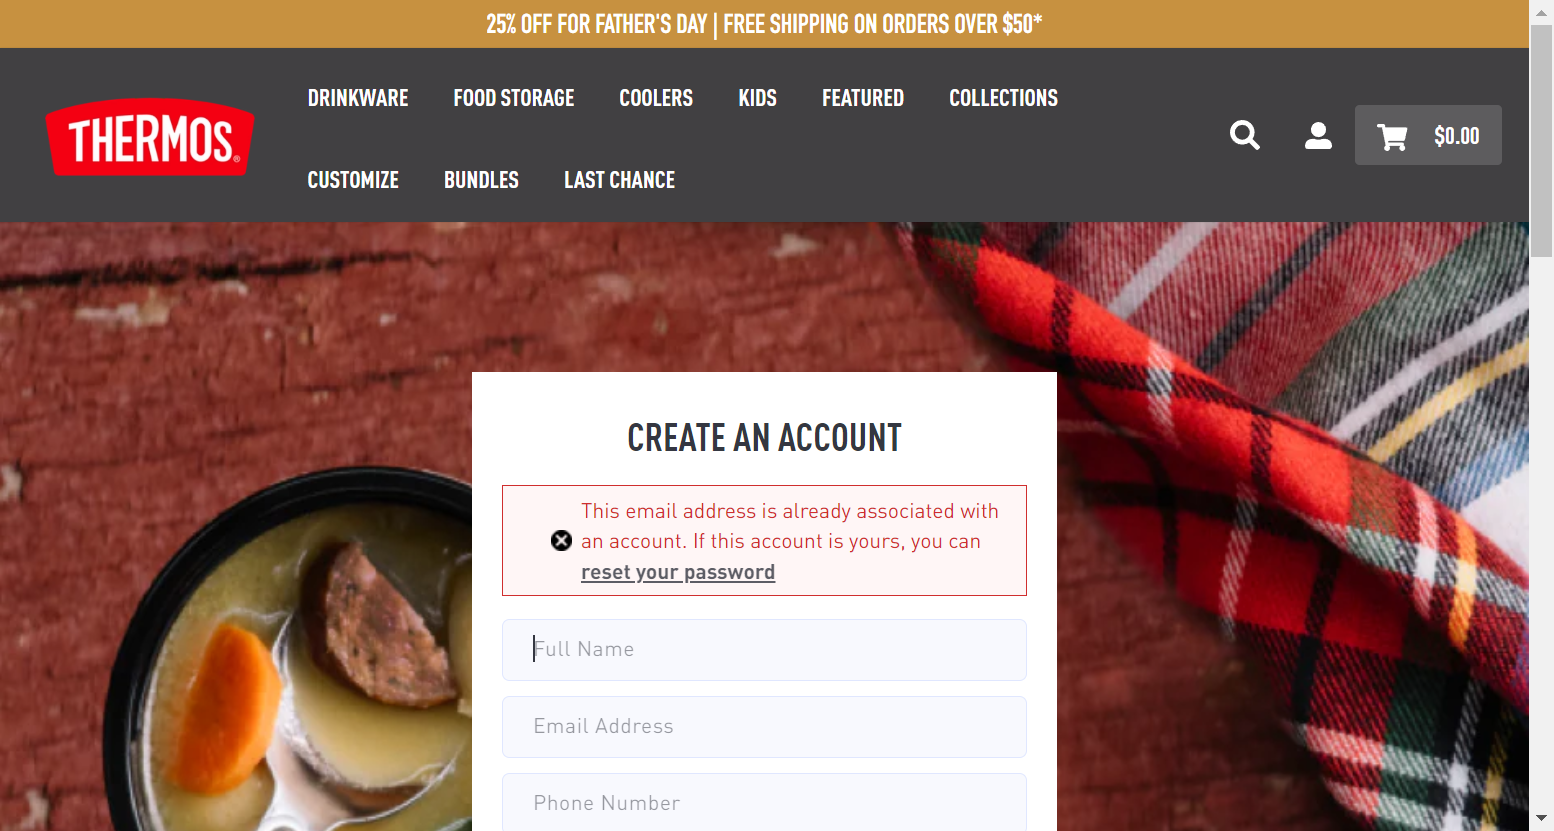 25% OFF FOR FATHER'S DAY | FREE SHIPPING ON ORDERS OVER $50*
THERMOS®
DRINKWARE FOOD STORAGE COOLERS KIDS FEATURED COLLECTIONS
CUSTOMIZE BUNDLES LAST CHANCE
$0.00
CREATE AN ACCOUNT
This email address is already associated with
an account. If this account is yours, you can
reset your password
Full Name
Email Address
Phone Number